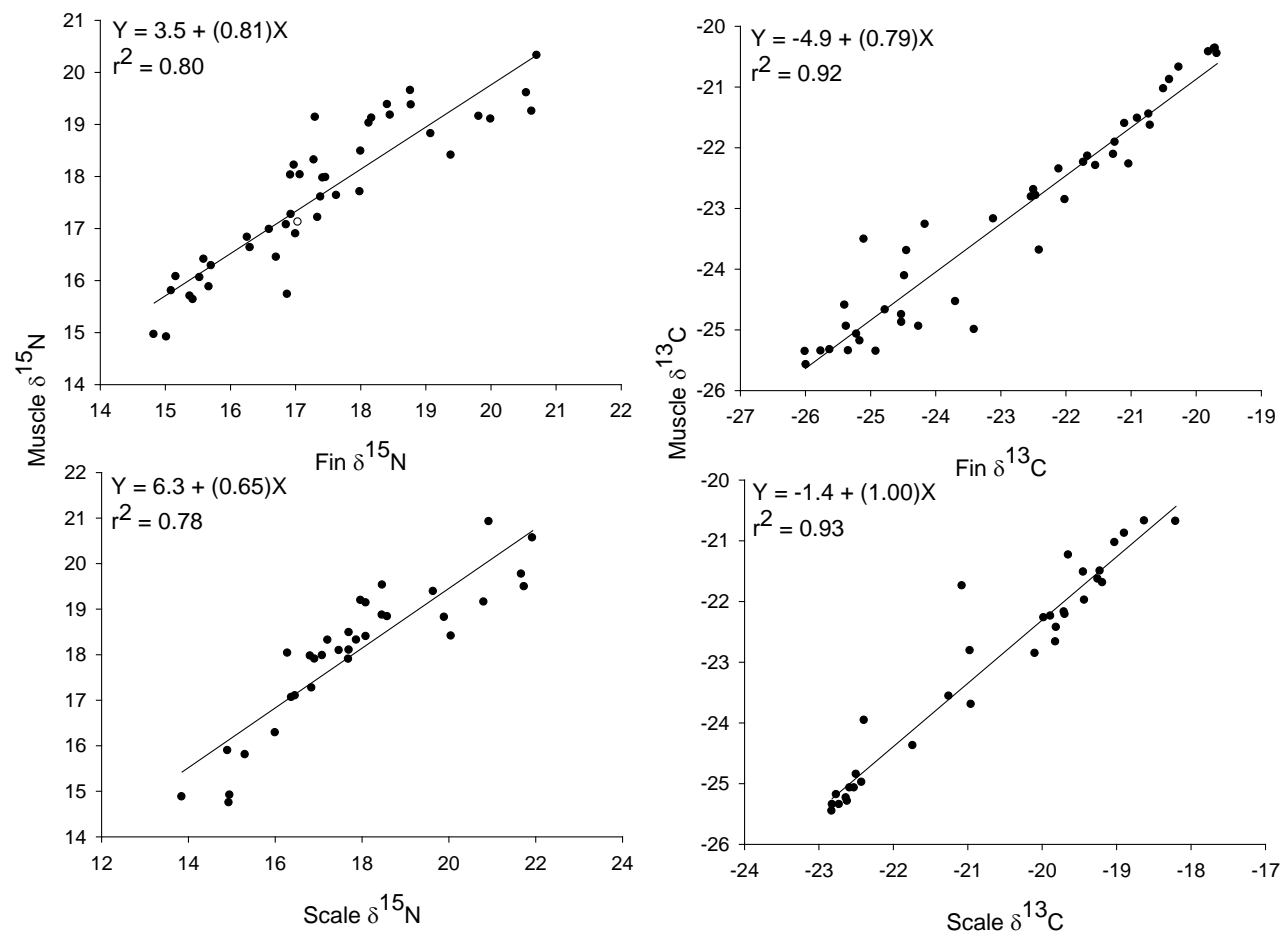 Y = 3.5 + (0.81)X
r² = 0.80
21
20
19
18
17
16
15
14
14 15 16 17 18 19 20 21 22
Muscle δ¹⁵N
Fin δ¹⁵N
Y = -4.9 + (0.79)X
r² = 0.92
-20
-21
-22
-23
-24
-25
-26
-27 -26 -25 -24 -23 -22 -21 -20 -19
Muscle δ¹³C
Fin δ¹³C
Y = 6.3 + (0.65)X
r² = 0.78
22
21
20
19
18
17
16
15
14
12 14 16 18 20 22 24
Scale δ¹⁵N
Y = -1.4 + (1.00)X
r² = 0.93
-20
-21
-22
-23
-24
-25
-26
-24 -23 -22 -21 -20 -19 -18 -17
Scale δ¹³C